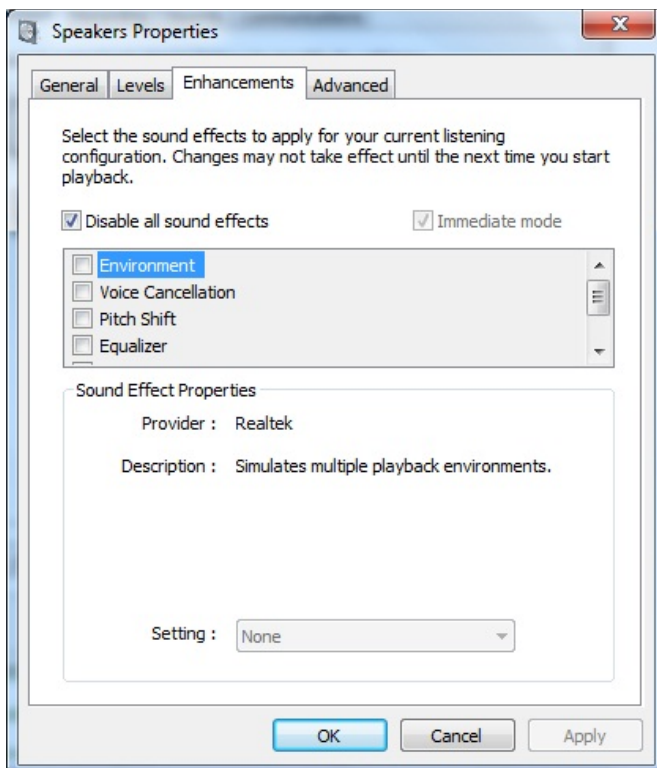 Speakers Properties
General Levels Enhancements Advanced
Select the sound effects to apply for your current listening
configuration. Changes may not take effect until the next time you start
playback.
Disable all sound effects Immediate mode
Environment
Voice Cancellation
Pitch Shift
Equalizer
Sound Effect Properties
Provider : Realtek
Description : Simulates multiple playback environments.
Setting : None
OK Cancel Apply